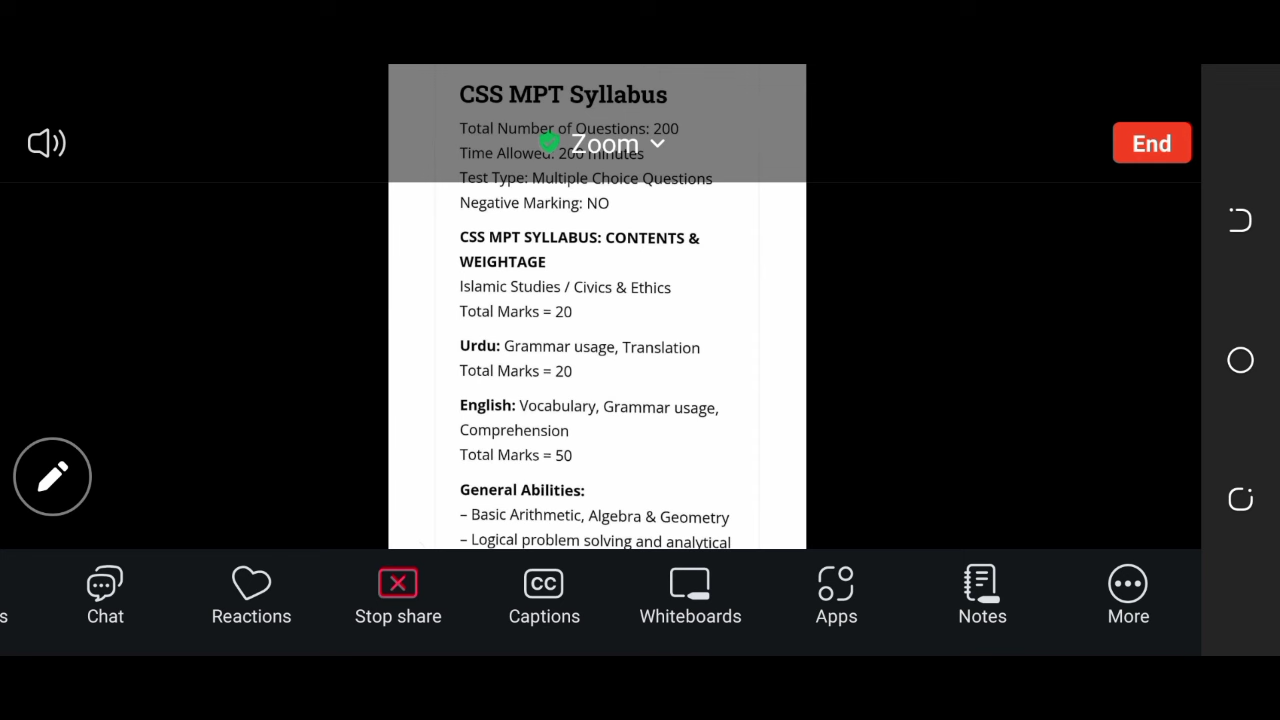 CSS MPT Syllabus
Total Number of Questions: 200
Zoom
End
Time Allowed: 200 minutes
Test Type: Multiple Choice Questions
Negative Marking: NO
CSS MPT SYLLABUS: CONTENTS &
WEIGHTAGE
Islamic Studies / Civics & Ethics
Total Marks = 20
Urdu: Grammar usage, Translation
Total Marks = 20
English: Vocabulary, Grammar usage,
Comprehension
Total Marks = 50
General Abilities:
– Basic Arithmetic, Algebra & Geometry
– Logical problem solving and analytical
s
Chat
Reactions
Stop share
CC
Captions
Whiteboards
Apps
Notes
More